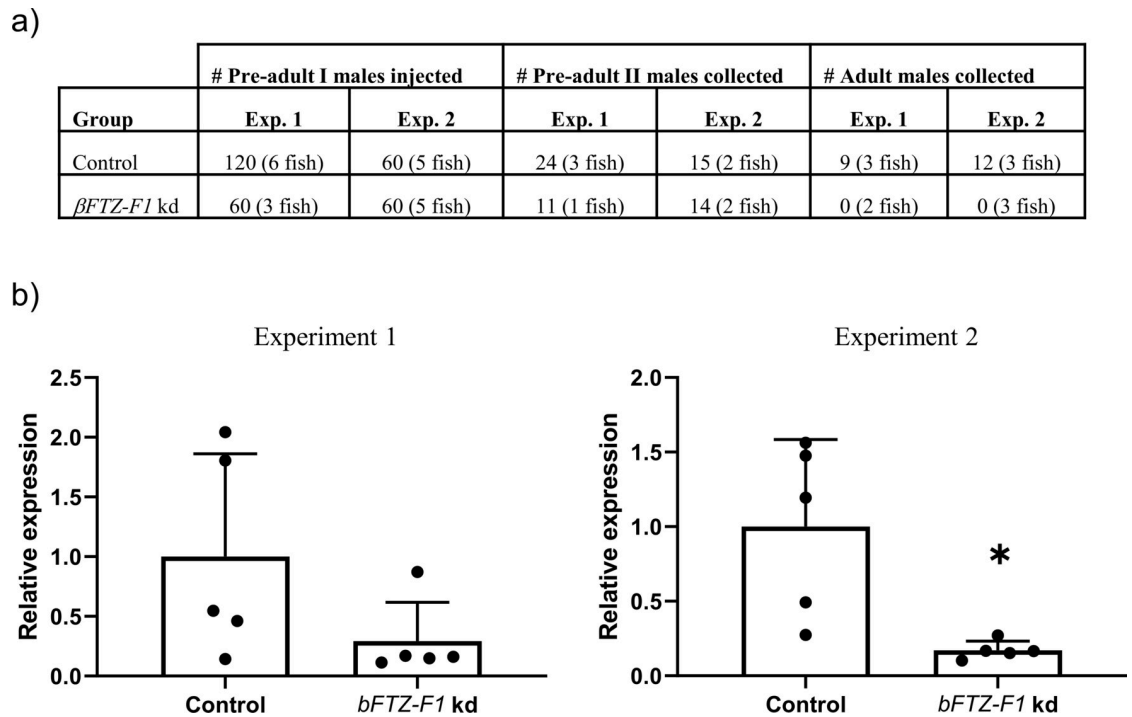 a)
# Pre-adult I males injected # Pre-adult II males collected # Adult males collected
Group Exp. 1 Exp. 2 Exp. 1 Exp. 2 Exp. 1 Exp. 2
Control 120 (6 fish) 60 (5 fish) 24 (3 fish) 15 (2 fish) 9 (3 fish) 12 (3 fish)
βFTZ-F1 kd 60 (3 fish) 60 (5 fish) 11 (1 fish) 14 (2 fish) 0 (2 fish) 0 (3 fish)
b)
Experiment 1
Relative expression
2.5
2.0
1.5
1.0
0.5
0.0
Control bFTZ-F1 kd
Experiment 2
Relative expression
2.0
1.5
1.0
0.5
0.0
*
Control bFTZ-F1 kd